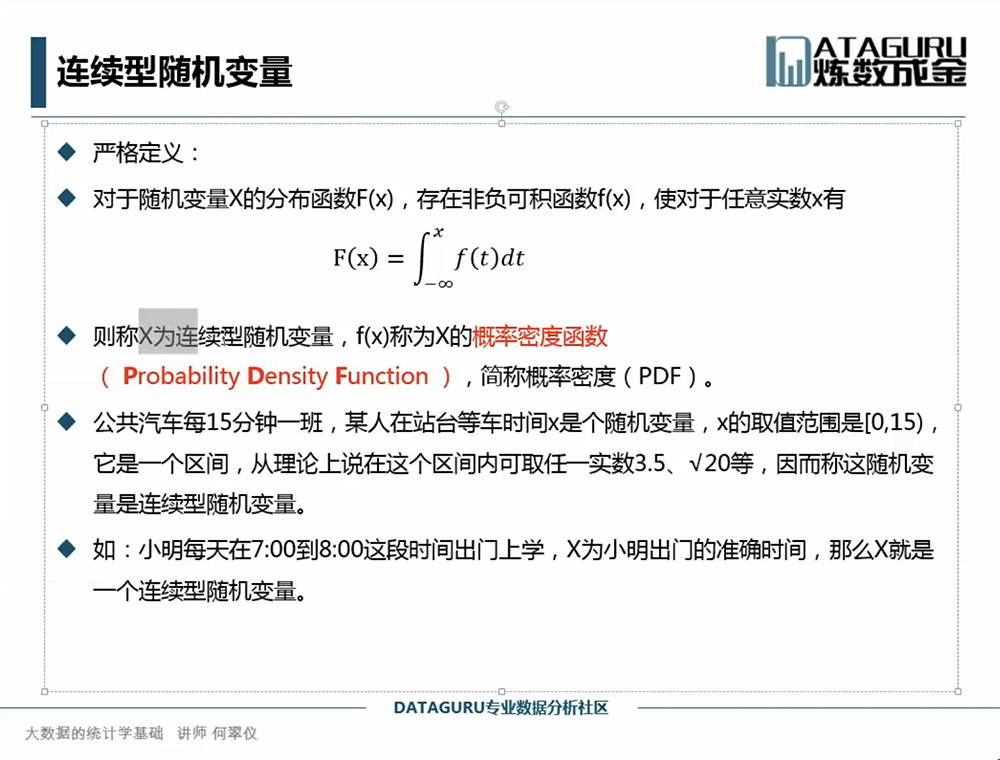 连续型随机变量
ATAGURU
炼数成金
严格定义：
对于随机变量X的分布函数F(x)，存在非负可积函数f(x)，使对于任意实数x有
F(x) = ∫_{-∞}^{x} f(t)dt
则称X为连续型随机变量，f(x)称为X的概率密度函数
（ Probability Density Function ），简称概率密度（PDF）。
公共汽车每15分钟一班，某人在站台等车时间x是个随机变量，x的取值范围是[0,15)，
它是一个区间，从理论上说在这个区间内可取任一实数3.5、√20等，因而称这随机变
量是连续型随机变量。
如：小明每天在7:00到8:00这段时间出门上学，X为小明出门的准确时间，那么X就是
一个连续型随机变量。
DATAGURU专业数据分析社区
大数据的统计学基础 讲师 何翠仪